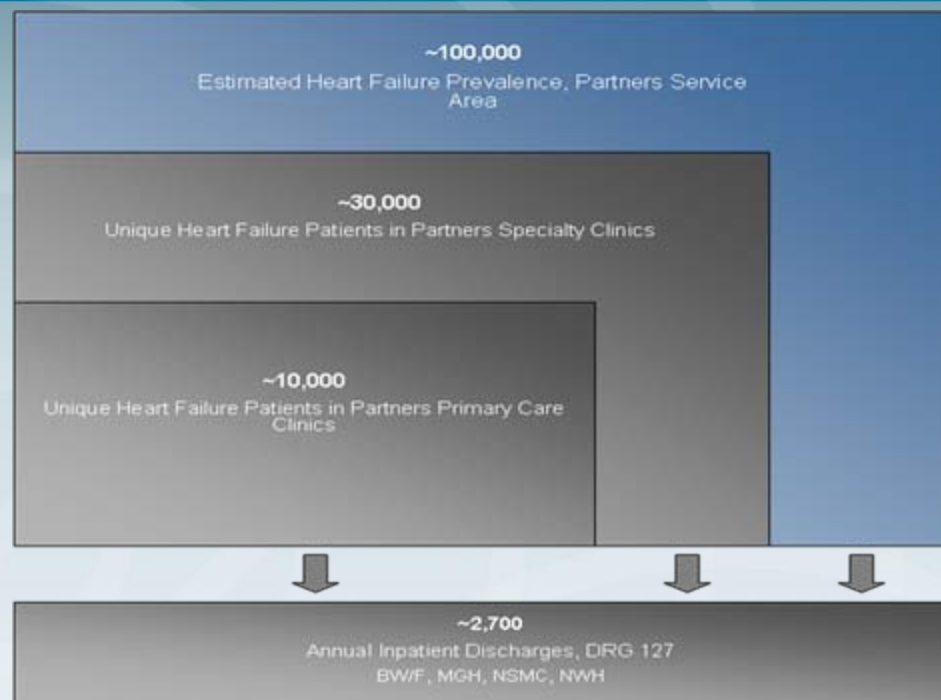 ~100,000
Estimated Heart Failure Prevalence, Partners Service
Area
~30,000
Unique Heart Failure Patients in Partners Specialty Clinics
~10,000
Unique Heart Failure Patients in Partners Primary Care
Clinics
~2,700
Annual Inpatient Discharges, DRG 127
BW/F, MGH, NSMC, NWH